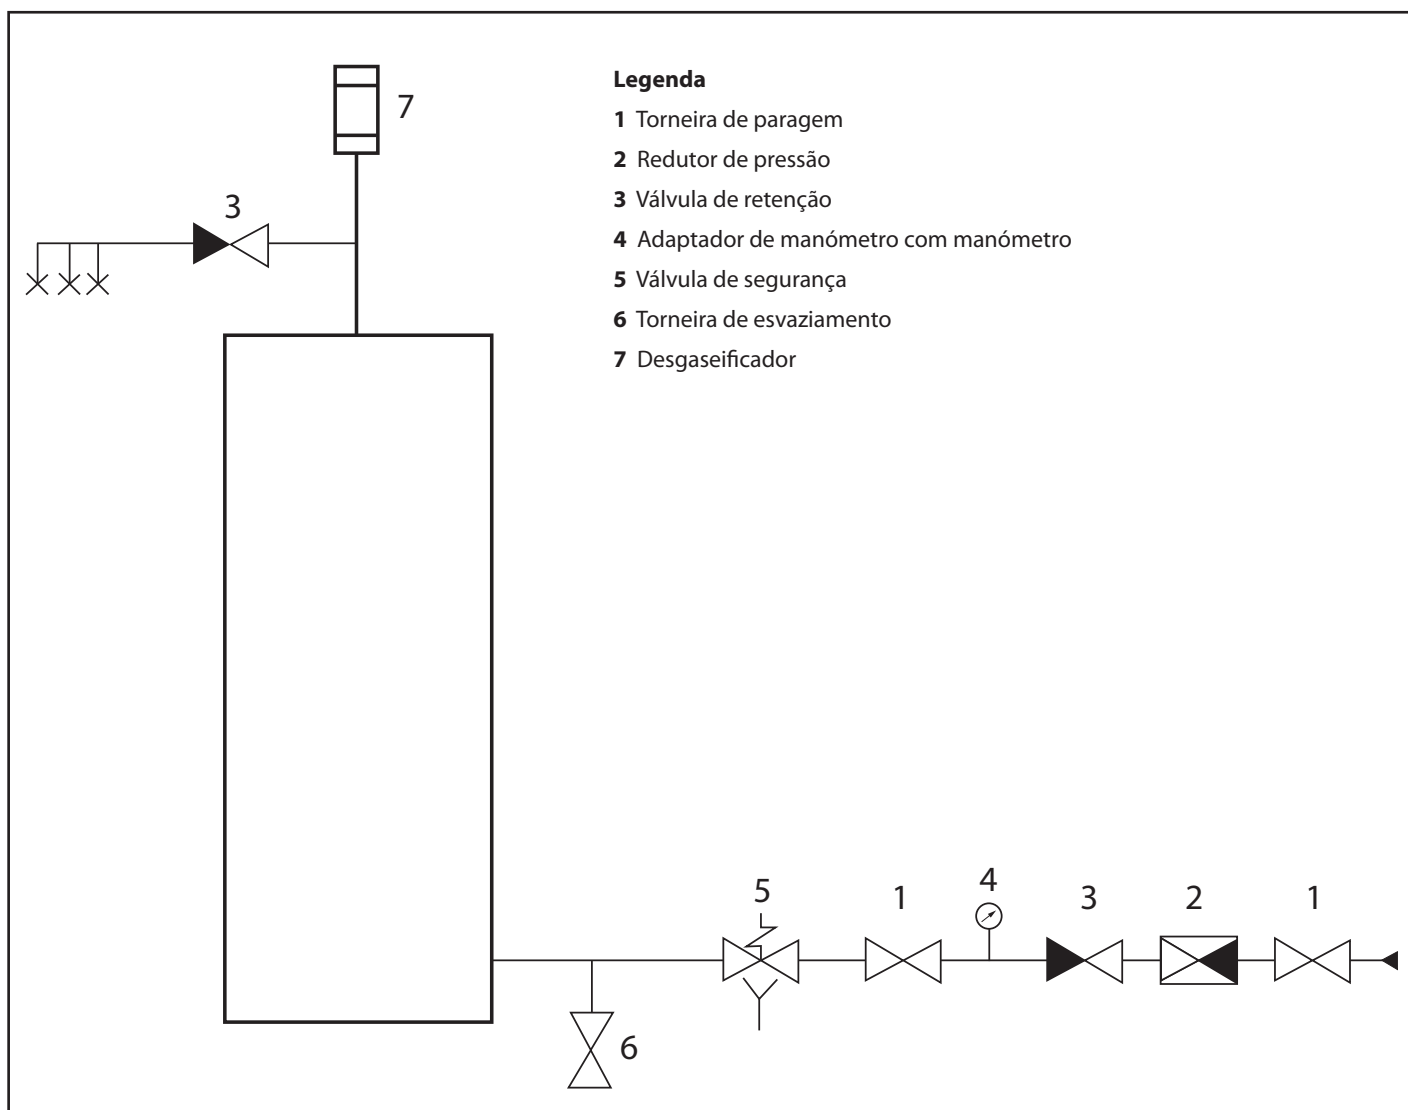 7
Legenda
1 Torneira de paragem
2 Redutor de pressão
3 Válvula de retenção
4 Adaptador de manómetro com manómetro
5 Válvula de segurança
6 Torneira de esvaziamento
7 Desgaseificador
3
5
1
4
3
2
1
6